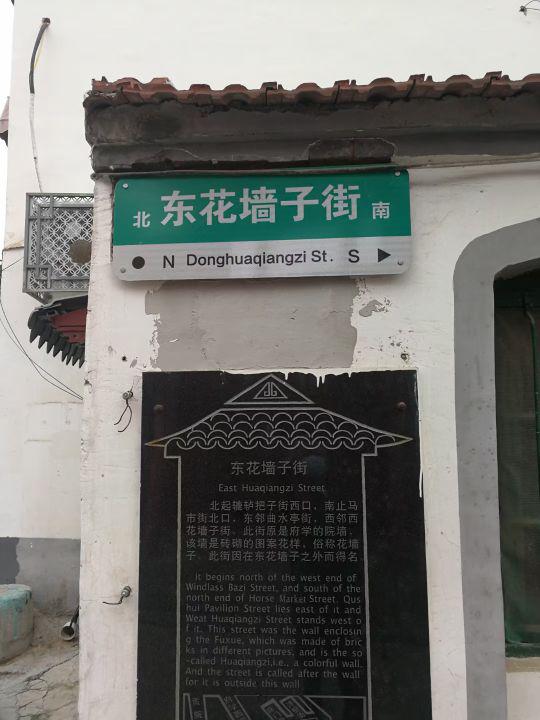 北 东花墙子街 南
N Donghuaqiangzi St. S
东花墙子街
East Huaqiangzi Street
北起辘轳把子街西口，南止马
市街北口，东邻曲水亭街，西邻西
花墙子街。此街原是府学的院墙，
该墙是砖砌的图案花样，俗称花墙
子。此街因在东花墙子之外而得名。
It begins north of the west end of
Windlass Bazi Street, and south of the
north end of Horse Market Street. Qus
hui Pavilion Street lies east of it and
Weat Huaqiangzi Street stands west o
f it. This street was the wall enclosin
g the Fuxue, which was made of bric
ks in different pictures, and is the so
-called Huaqiangzi,i.e., a colorful wall.
And the street is called after the wall
for it is outside this wall